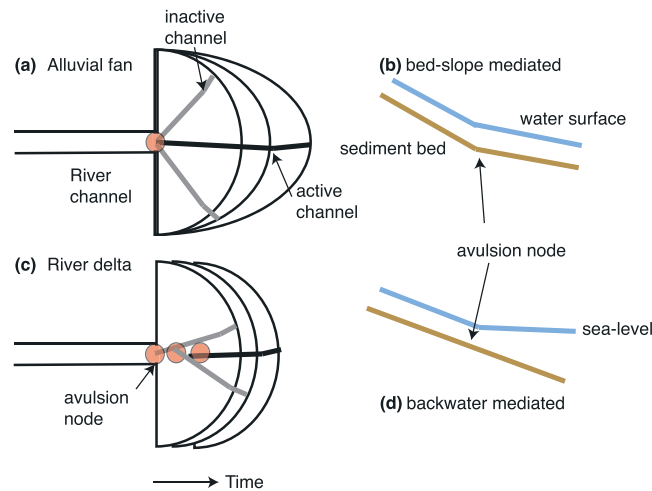 inactive
channel
(a) Alluvial fan
River
channel
active
channel
(b) bed-slope mediated
water surface
sediment bed
avulsion node
(c) River delta
avulsion
node
sea-level
(d) backwater mediated
Time